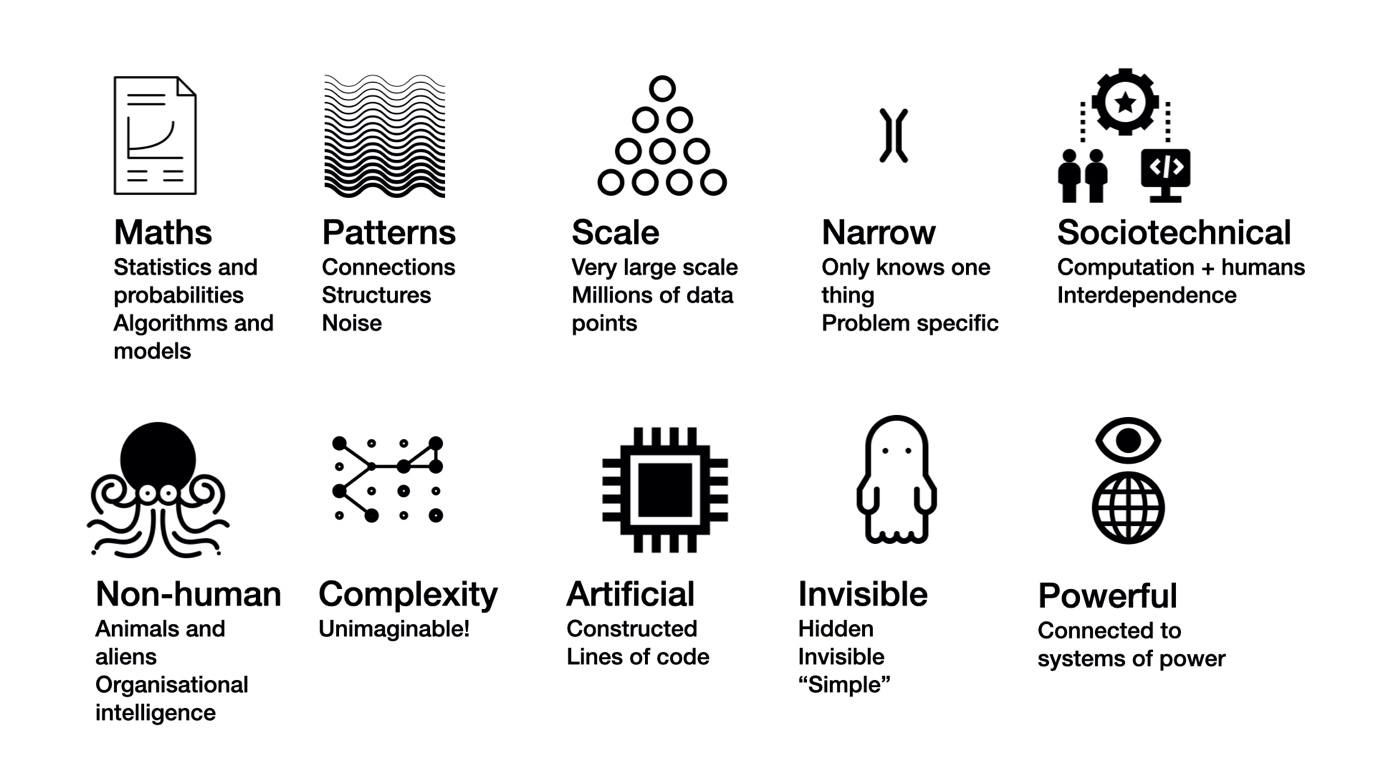 Maths
Statistics and
probabilities
Algorithms and
models
Patterns
Connections
Structures
Noise
Scale
Very large scale
Millions of data
points
Narrow
Only knows one
thing
Problem specific
Sociotechnical
Computation + humans
Interdependence
Non-human
Animals and
aliens
Organisational
intelligence
Complexity
Unimaginable!
Artificial
Constructed
Lines of code
Invisible
Hidden
Invisible
“Simple”
Powerful
Connected to
systems of power